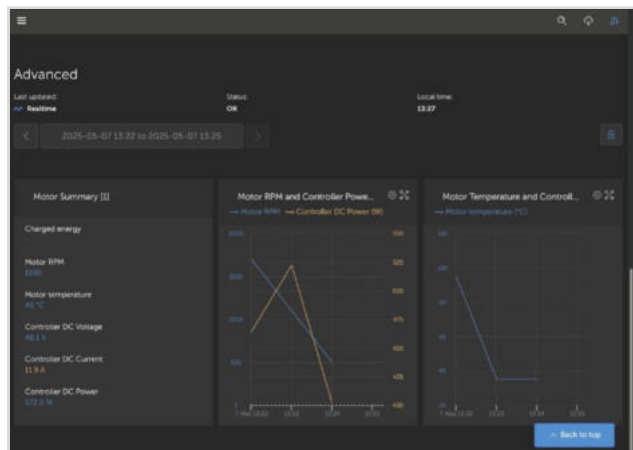 Advanced
Last updated:
Realtime
Status:
OK
Local time:
13:27
2025-05-07 13:22 to 2025-05-07 13:25
Motor Summary [1]
Charged energy
Motor RPM
1100
Motor temperature
40 °C
Controller DC Voltage
48.1 V
Controller DC Current
11.9 A
Controller DC Power
572.0 W
Motor RPM and Controller Powe...
Motor RPM
Controller DC Power (W)
Motor Temperature and Controll...
Motor temperature (°C)
Back to top